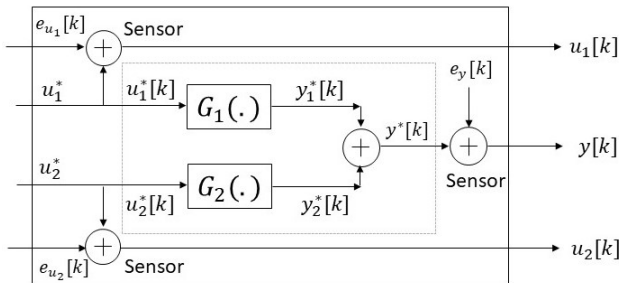 e_{u_1}[k]
Sensor
u_1[k]
u_1^*
u_1^*[k]
G_1(.)
y_1^*[k]
e_y[k]
y^*[k]
y[k]
u_2^*
G_2(.)
Sensor
u_2^*[k]
y_2^*[k]
e_{u_2}[k]
Sensor
u_2[k]